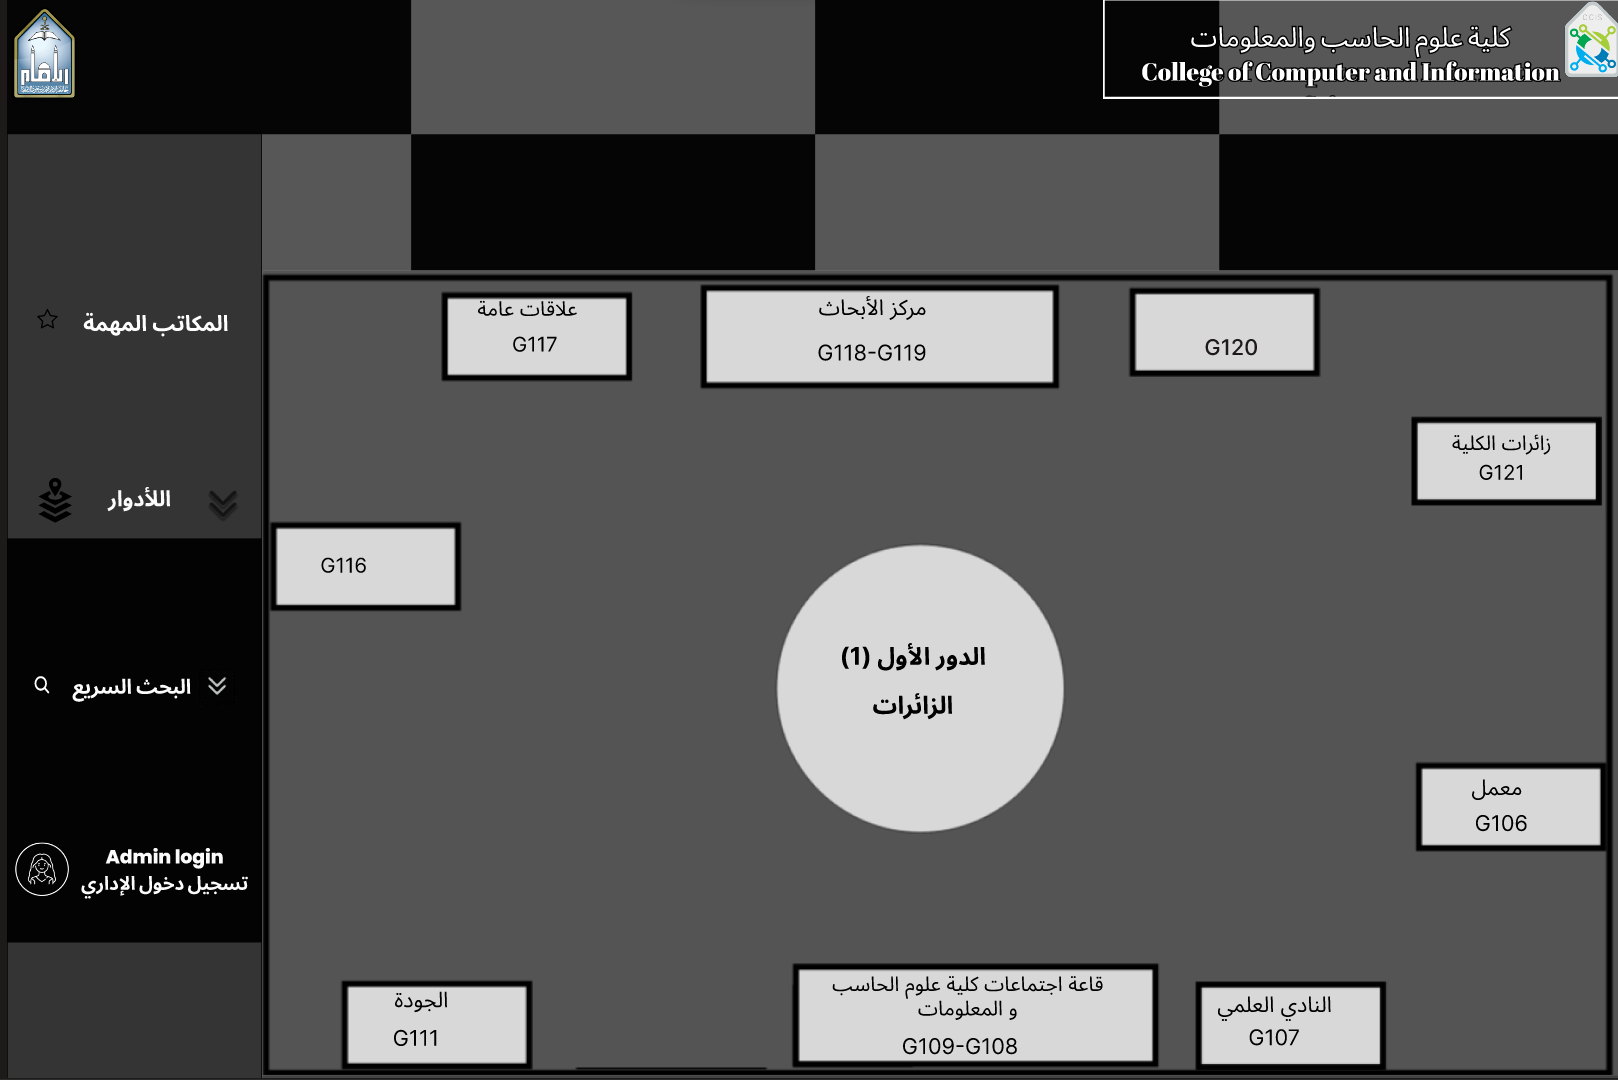 كلية علوم الحاسب والمعلومات
College of Computer and Information
CCIS
المكاتب المهمة
اللأدوار
البحث السريع
Admin login
تسجيل دخول الإداري
علاقات عامة
G117
مركز الأبحاث
G118-G119
G120
زائرات الكلية
G121
G116
الدور الأول (1)
الزائرات
معمل
G106
الجودة
G111
قاعة اجتماعات كلية علوم الحاسب
و المعلومات
G109-G108
النادي العلمي
G107